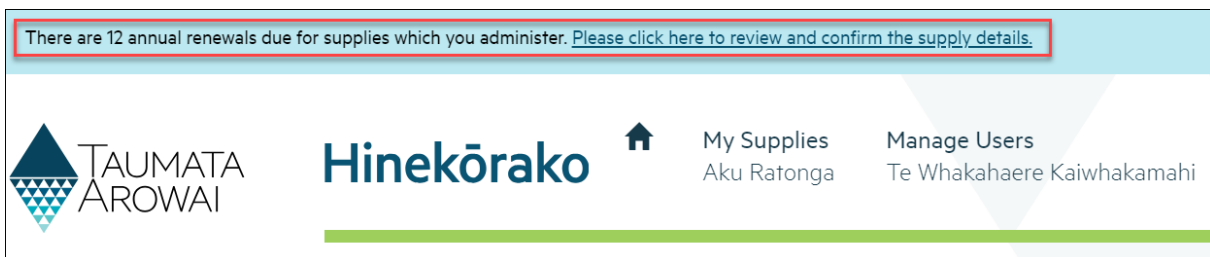 There are 12 annual renewals due for supplies which you administer. Please click here to review and confirm the supply details.
TAUMATA
AROWAI
Hinekōrako
My Supplies
Aku Ratonga
Manage Users
Te Whakahaere Kaiwhakamahi